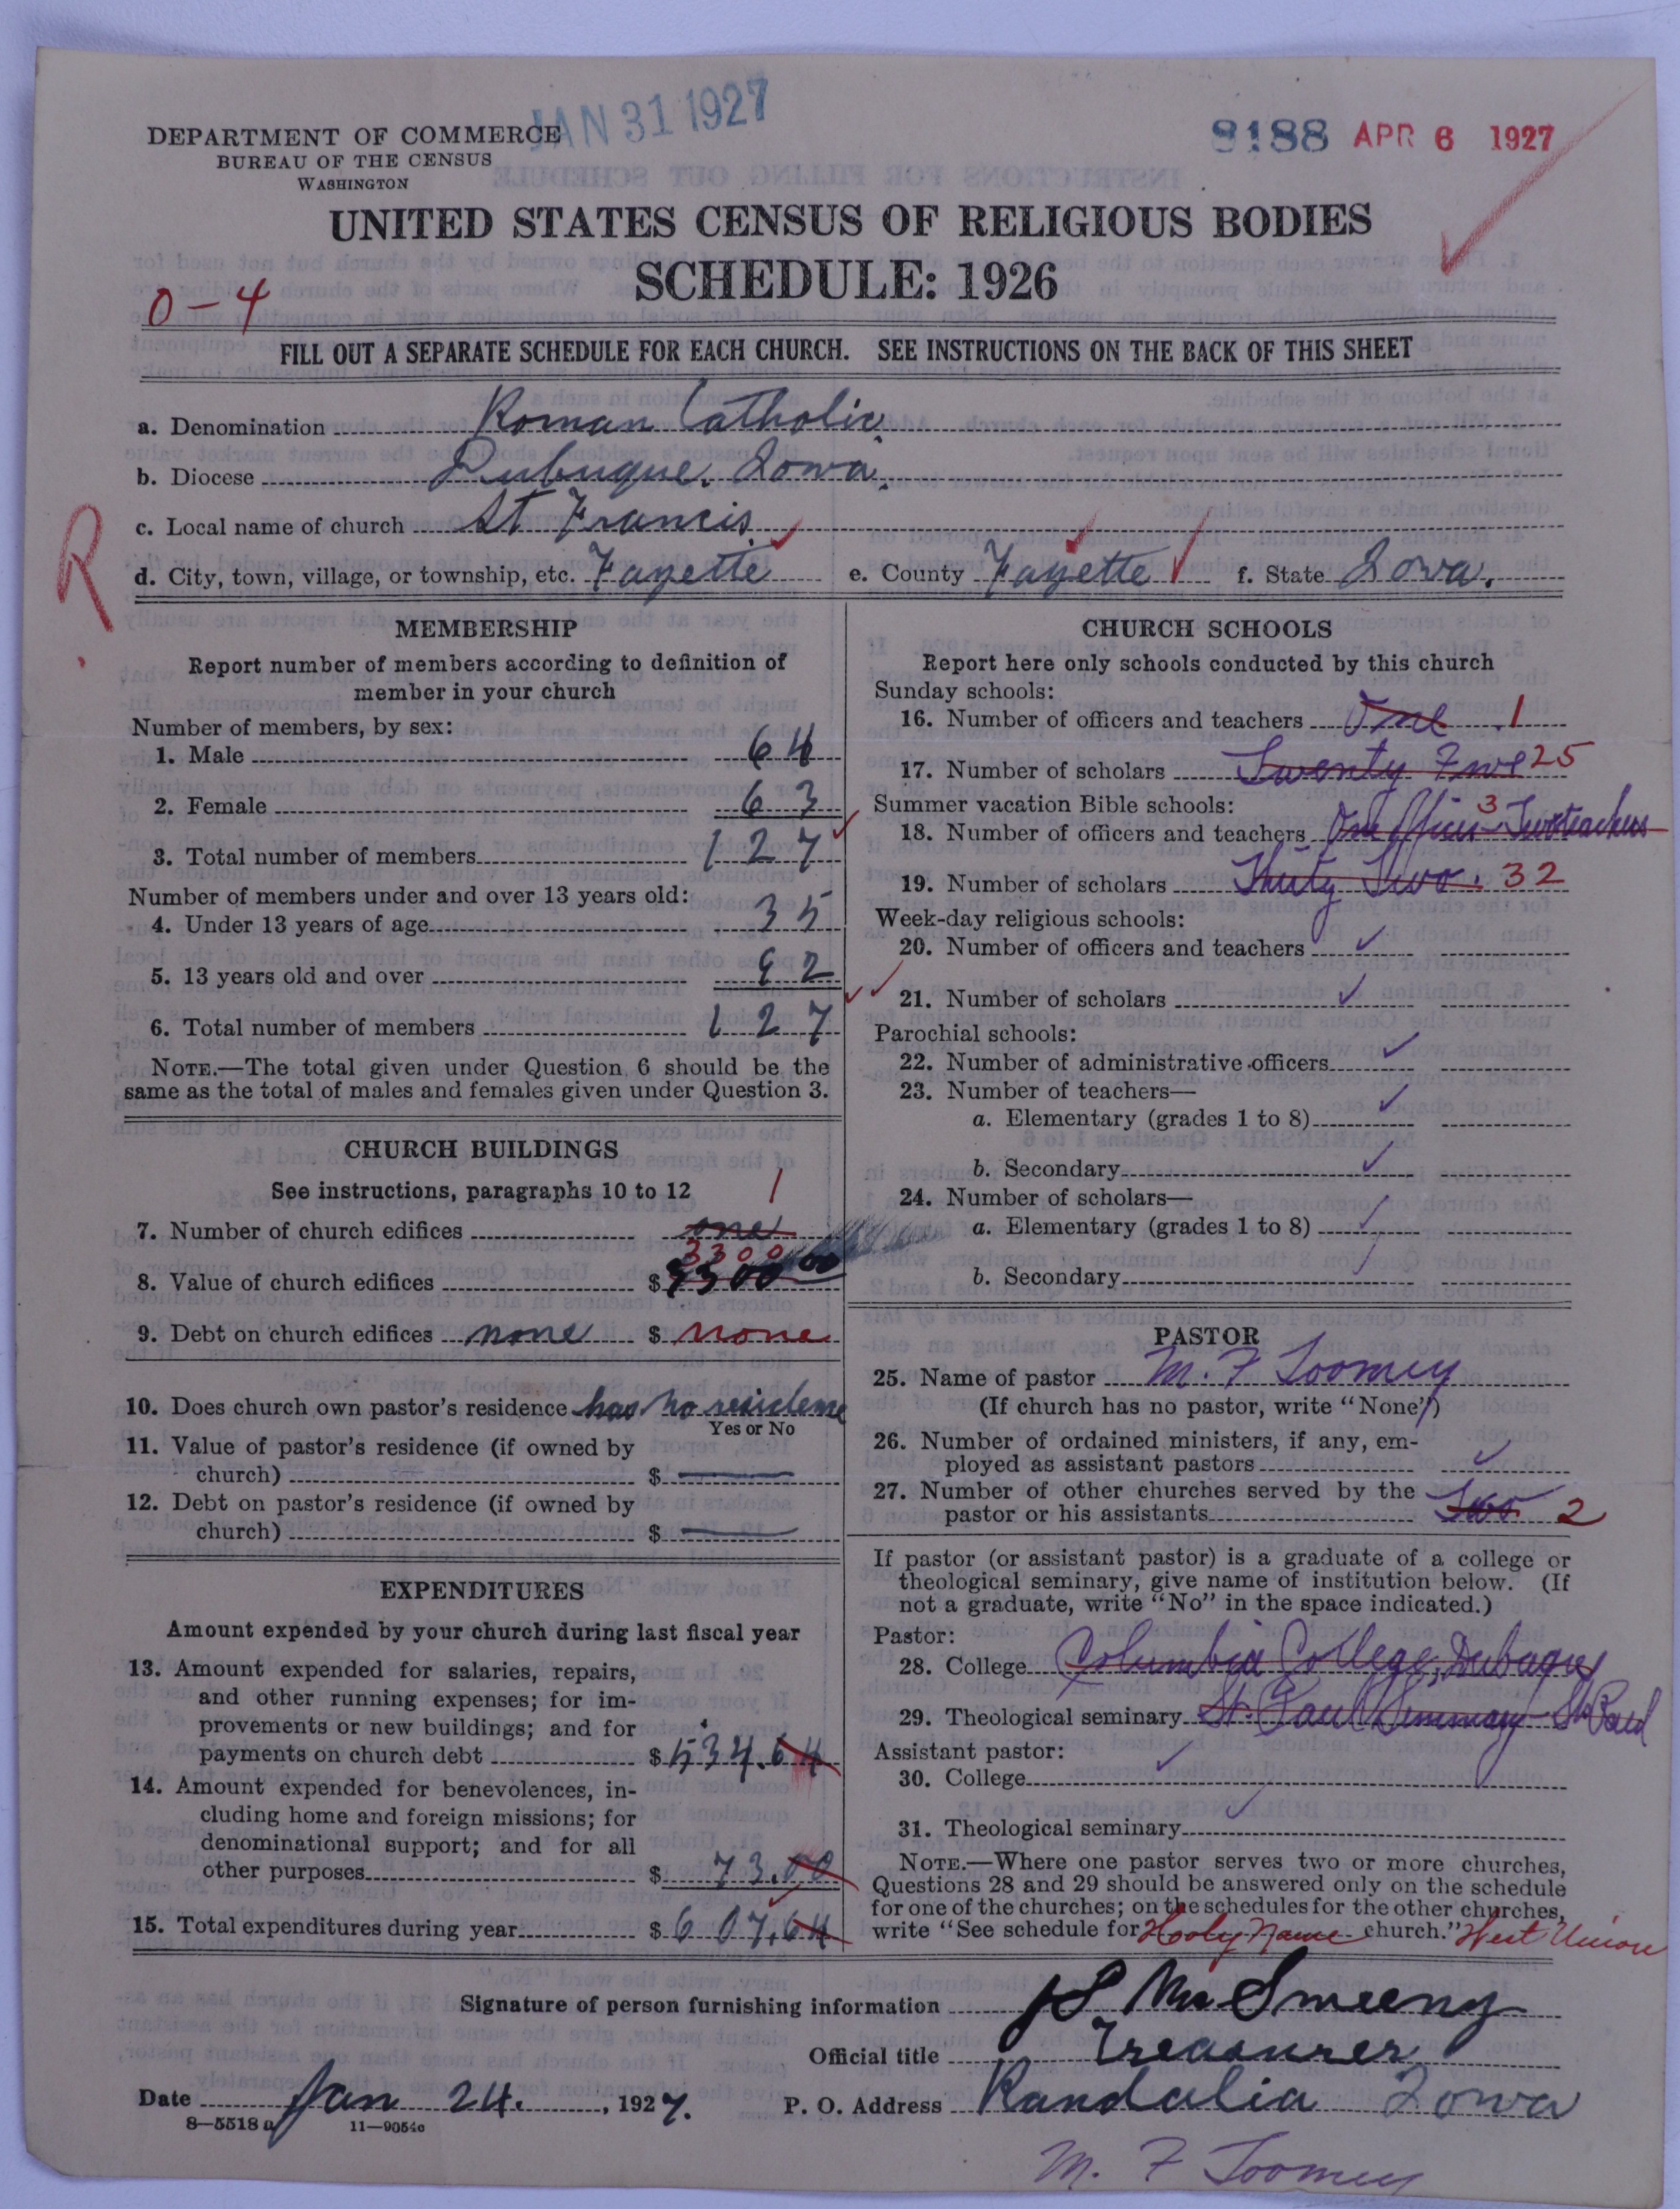 JAN 31 1927
DEPARTMENT OF COMMERCE
BUREAU OF THE CENSUS
WASHINGTON
8188 APR 6 1927
UNITED STATES CENSUS OF RELIGIOUS BODIES
SCHEDULE: 1926
0-4
FILL OUT A SEPARATE SCHEDULE FOR EACH CHURCH. SEE INSTRUCTIONS ON THE BACK OF THIS SHEET
a. Denomination Roman Catholic.
b. Diocese Dubuque. Iowa.
c. Local name of church St Francis.
R
d. City, town, village, or township, etc. Fayette e. County Fayette f. State Iowa.
MEMBERSHIP
Report number of members according to definition of
member in your church
Number of members, by sex:
1. Male 64
2. Female 63
3. Total number of members 127
Number of members under and over 13 years old:
4. Under 13 years of age 35
5. 13 years old and over 92
6. Total number of members 127
NOTE.—The total given under Question 6 should be the
same as the total of males and females given under Question 3.
CHURCH BUILDINGS
See instructions, paragraphs 10 to 12
7. Number of church edifices one 1
8. Value of church edifices $3300 00 3300
9. Debt on church edifices none $ none
10. Does church own pastor's residence has no residence
Yes or No
11. Value of pastor's residence (if owned by
church) $ —
12. Debt on pastor's residence (if owned by
church) $ —
EXPENDITURES
Amount expended by your church during last fiscal year
13. Amount expended for salaries, repairs,
and other running expenses; for im-
provements or new buildings; and for
payments on church debt $ 534.64
14. Amount expended for benevolences, in-
cluding home and foreign missions; for
denominational support; and for all
other purposes $ 73.00
15. Total expenditures during year $ 607.64
CHURCH SCHOOLS
Report here only schools conducted by this church
Sunday schools:
16. Number of officers and teachers One 1
17. Number of scholars Twenty Five 25
Summer vacation Bible schools:
18. Number of officers and teachers One Officer - Two teachers 3
19. Number of scholars Thirty Two. 32
Week-day religious schools:
20. Number of officers and teachers ✓
21. Number of scholars ✓
Parochial schools:
22. Number of administrative officers ✓
23. Number of teachers—
a. Elementary (grades 1 to 8) ✓
b. Secondary ✓
24. Number of scholars—
a. Elementary (grades 1 to 8) ✓
b. Secondary ✓
PASTOR
25. Name of pastor M. F Loomey
(If church has no pastor, write "None")
26. Number of ordained ministers, if any, em-
ployed as assistant pastors ✓
27. Number of other churches served by the
pastor or his assistants Two 2
If pastor (or assistant pastor) is a graduate of a college or
theological seminary, give name of institution below. (If
not a graduate, write "No" in the space indicated.)
Pastor:
28. College Columbia College, Dubuque
29. Theological seminary St. Paul Seminary St Paul
Assistant pastor:
30. College ✓
31. Theological seminary ✓
NOTE.—Where one pastor serves two or more churches,
Questions 28 and 29 should be answered only on the schedule
for one of the churches; on the schedules for the other churches,
write "See schedule for Hooly Name church." West Union
Signature of person furnishing information Mc Sweeny
Official title Treasurer
Date Jan 24. , 1927. P. O. Address Randalia Iowa
8—5518 a 11—9054c
M. F Loomey